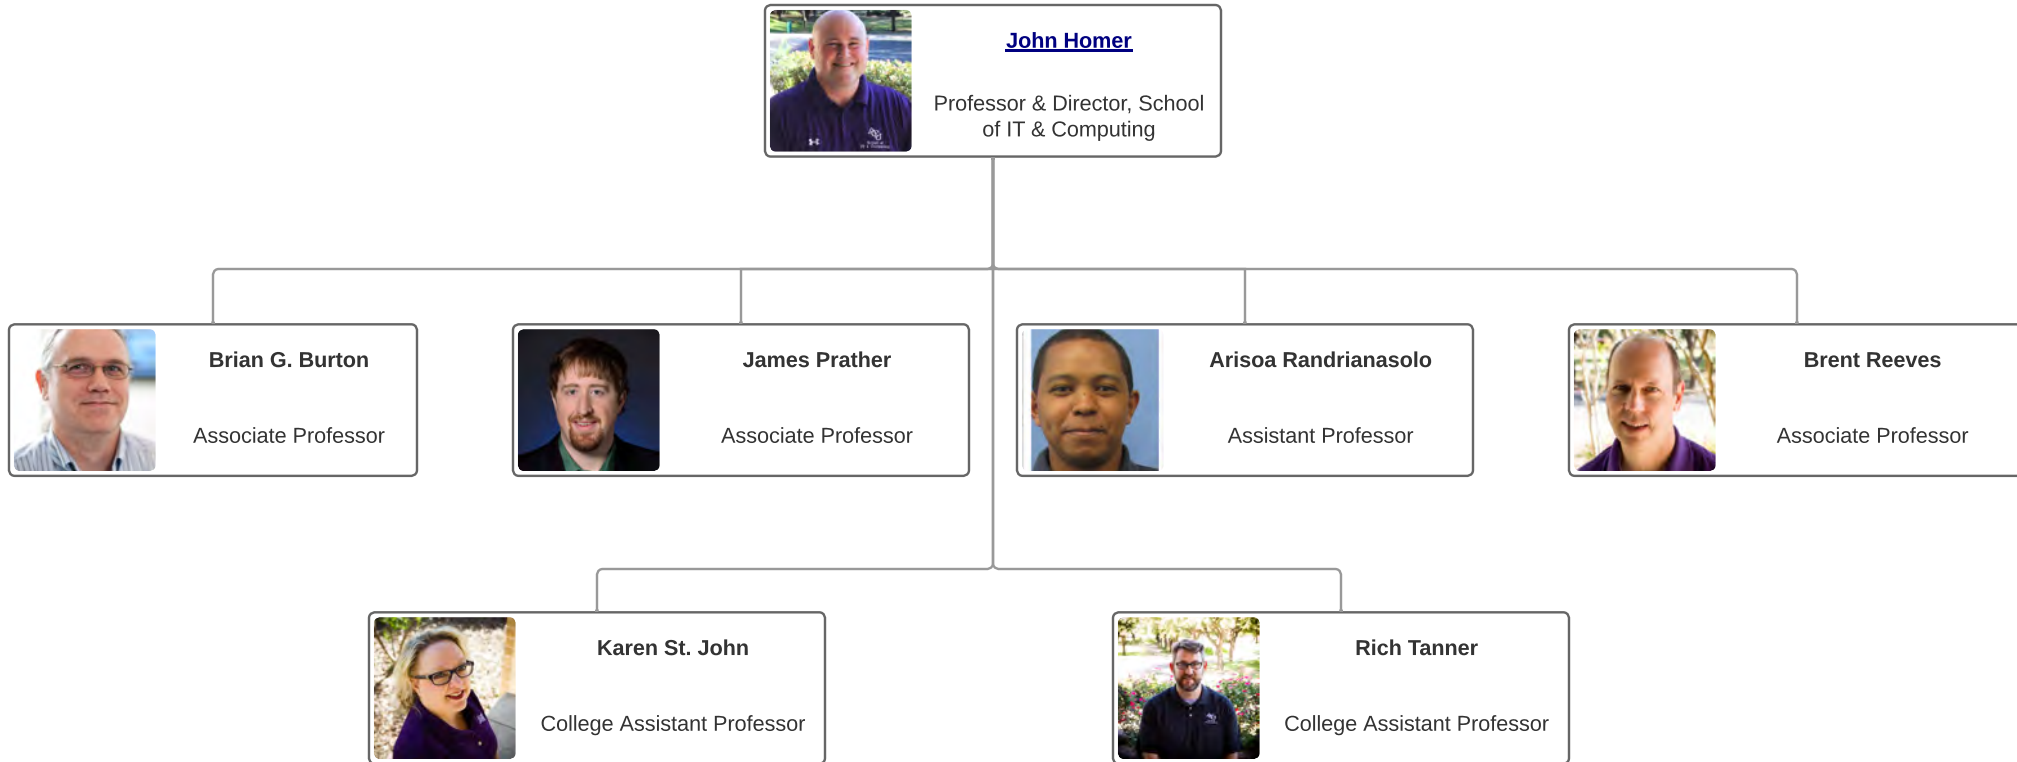 John Homer
Professor & Director, School
of IT & Computing
Brian G. Burton
Associate Professor
James Prather
Associate Professor
Arisoa Randrianasolo
Assistant Professor
Brent Reeves
Associate Professor
Karen St. John
College Assistant Professor
Rich Tanner
College Assistant Professor